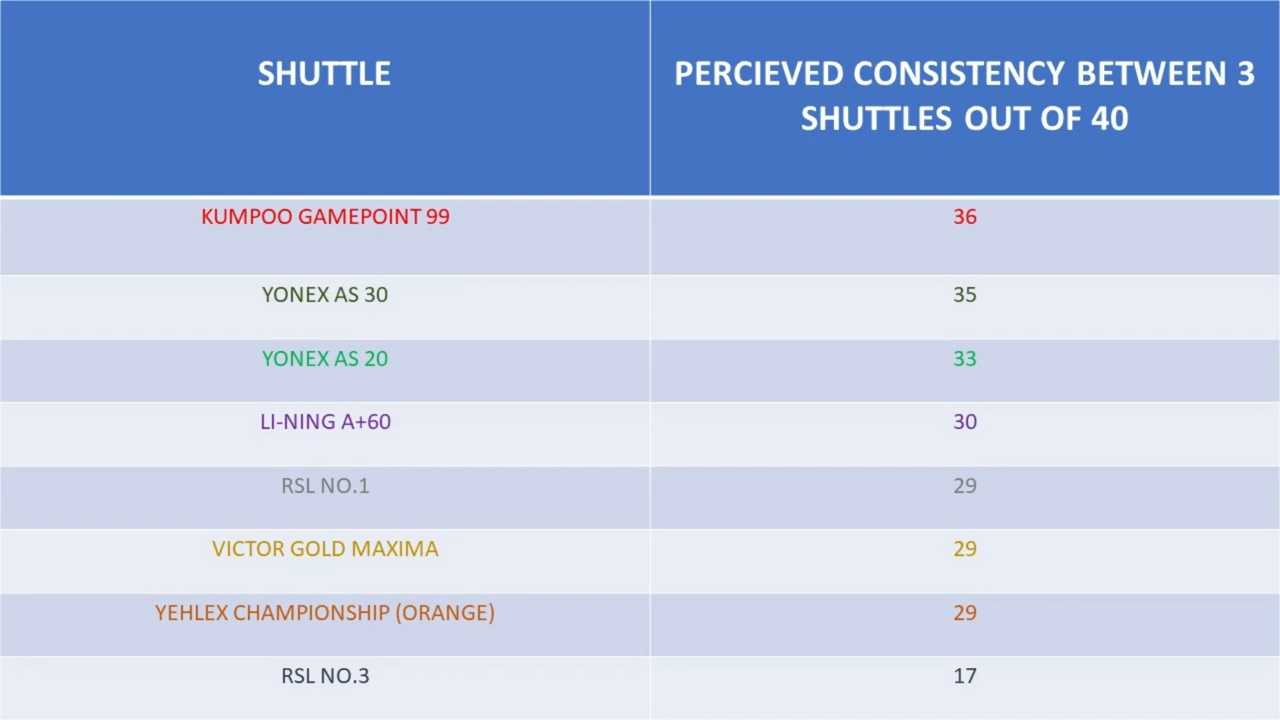 SHUTTLE
PERCIEVED CONSISTENCY BETWEEN 3
SHUTTLES OUT OF 40
KUMPOO GAMEPOINT 99
36
YONEX AS 30
35
YONEX AS 20
33
LI-NING A+60
30
RSL NO.1
29
VICTOR GOLD MAXIMA
29
YEHLEX CHAMPIONSHIP (ORANGE)
29
RSL NO.3
17